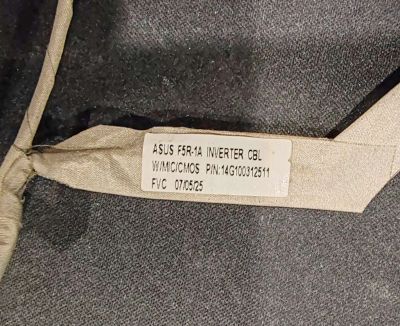 ASUS F5R-1A INVERTER CBL
W/MIC/CMOS P/N:14G100312511
FVC 07/05/25